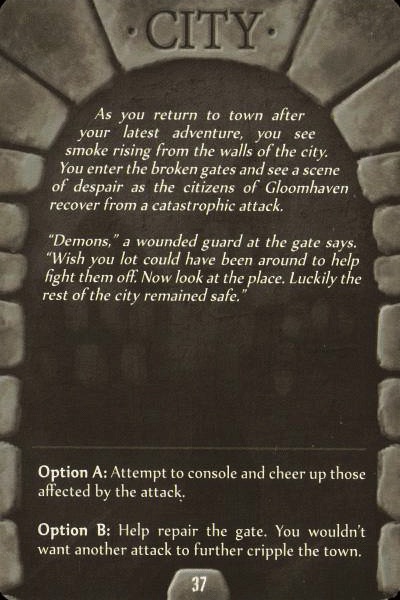 · CITY ·
As you return to town after
your latest adventure, you see
smoke rising from the walls of the city.
You enter the broken gates and see a scene
of despair as the citizens of Gloomhaven
recover from a catastrophic attack.
“Demons,” a wounded guard at the gate says.
“Wish you lot could have been around to help
fight them off. Now look at the place. Luckily the
rest of the city remained safe.”
Option A: Attempt to console and cheer up those
affected by the attack.
Option B: Help repair the gate. You wouldn’t
want another attack to further cripple the town.
37